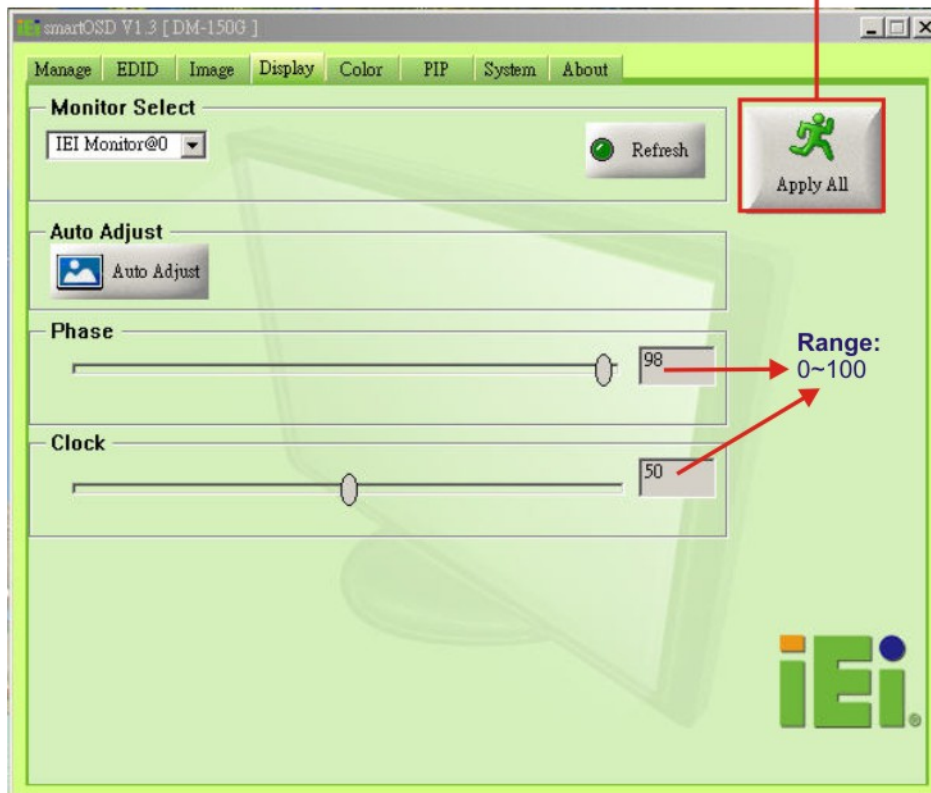 iEi smartOSD V1.3 [ DM-150G ]
Manage EDID Image Display Color PIP System About
Monitor Select
IEI Monitor@0
Refresh
Apply All
Auto Adjust
Auto Adjust
Phase
98
Range:
0~100
Clock
50
iEi®